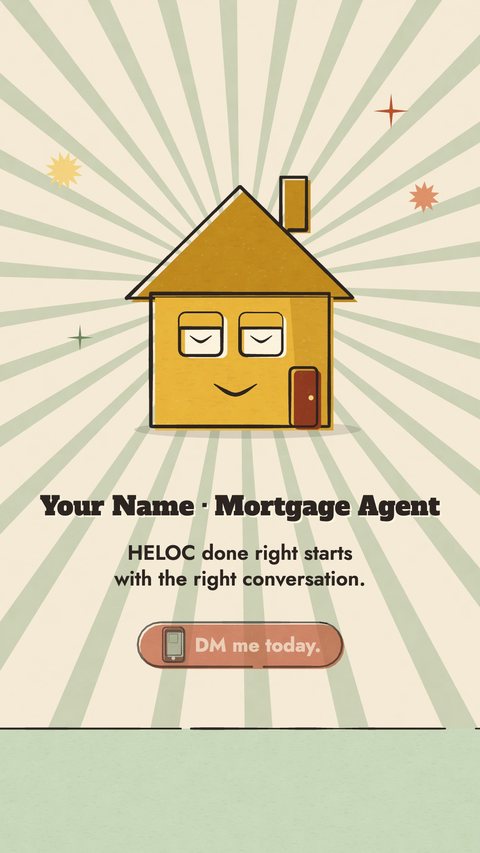 Your Name · Mortgage Agent
HELOC done right starts
with the right conversation.
DM me today.